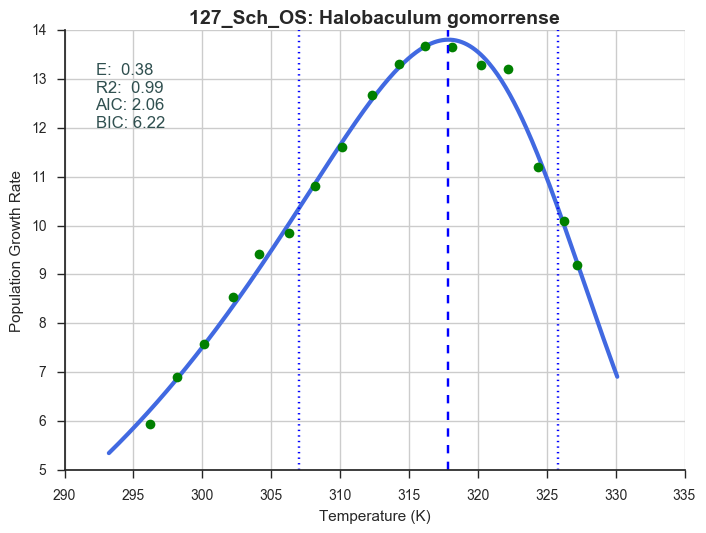 127_Sch_OS: Halobaculum gomorrense
E:  0.38
R2:  0.99
AIC: 2.06
BIC: 6.22
Population Growth Rate
14
13
12
11
10
9
8
7
6
5
290 295 300 305 310 315 320 325 330 335
Temperature (K)